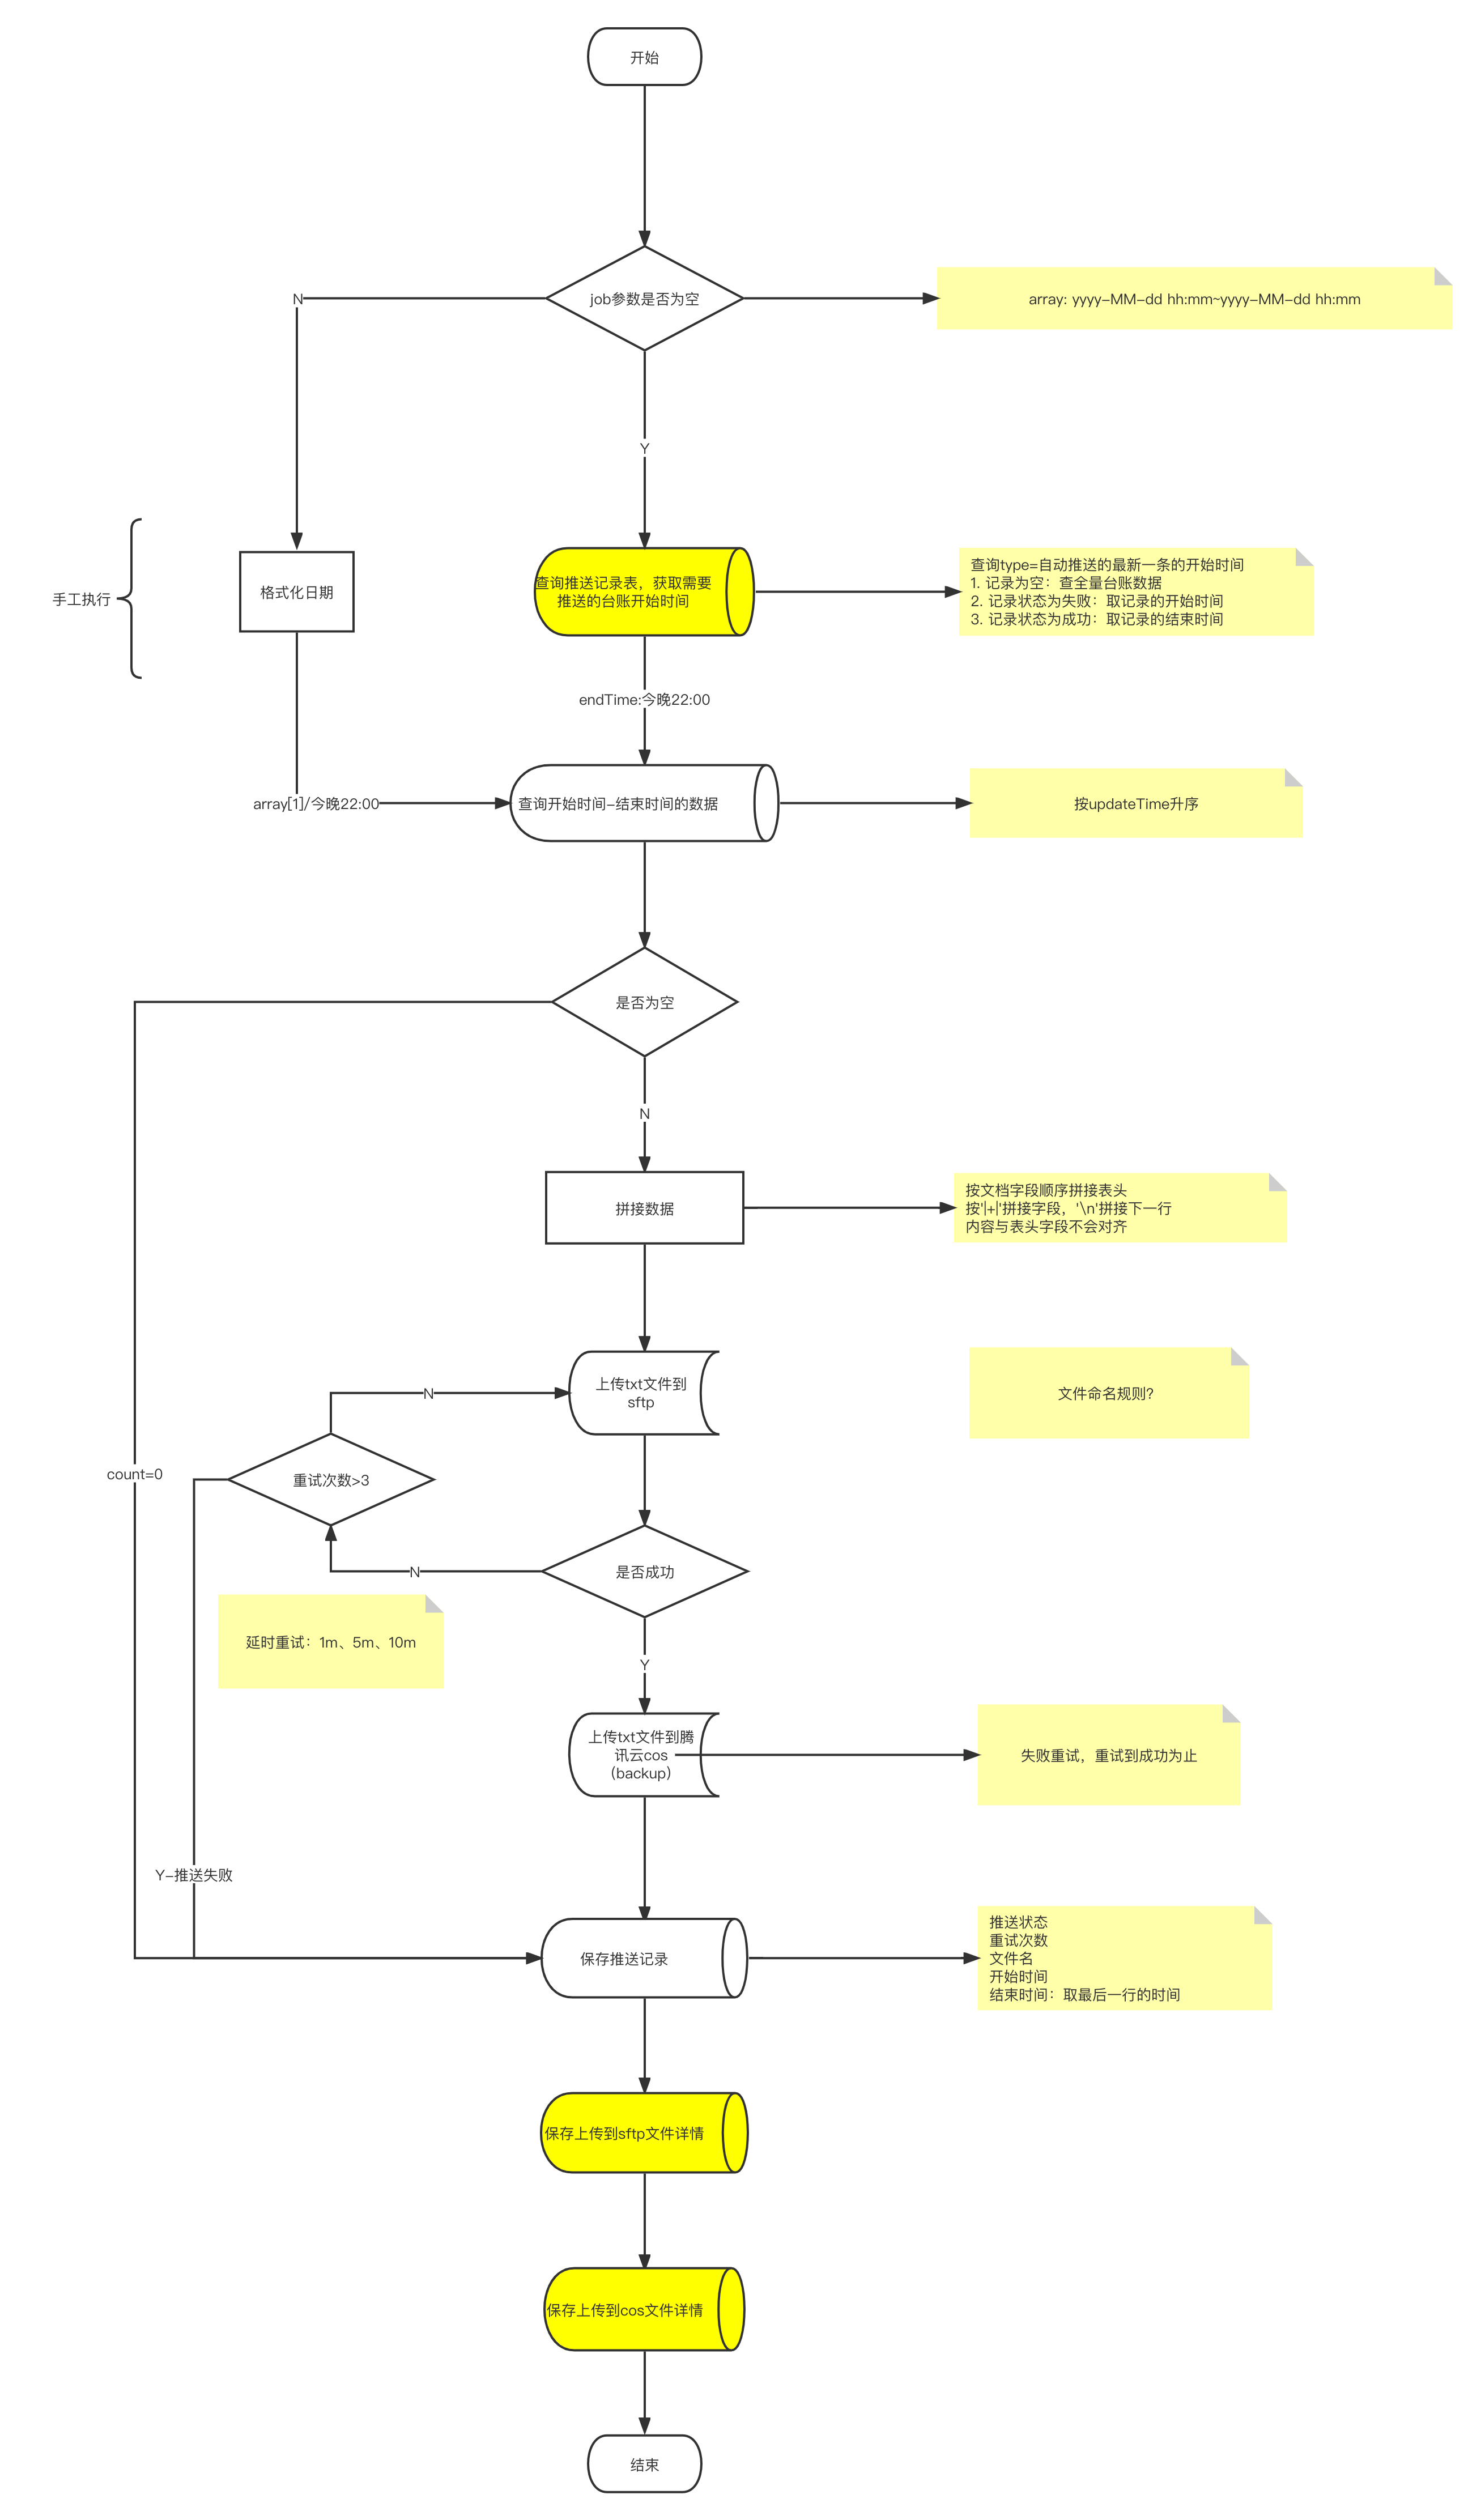 开始
job参数是否为空
array: yyyy-MM-dd hh:mm~yyyy-MM-dd hh:mm
N
Y
手工执行
格式化日期
查询推送记录表，获取需要
推送的台账开始时间
查询type=自动推送的最新一条的开始时间
1. 记录为空：查全量台账数据
2. 记录状态为失败：取记录的开始时间
3. 记录状态为成功：取记录的结束时间
endTime:今晚22:00
array[1]/今晚22:00
查询开始时间-结束时间的数据
按updateTime升序
是否为空
N
拼接数据
按文档字段顺序拼接表头
按'|+|'拼接字段，'\n'拼接下一行
内容与表头字段不会对齐
上传txt文件到
sftp
文件命名规则?
N
count=0
重试次数>3
是否成功
N
延时重试：1m、5m、10m
Y
上传txt文件到腾
讯云cos
(backup)
失败重试，重试到成功为止
Y-推送失败
保存推送记录
推送状态
重试次数
文件名
开始时间
结束时间：取最后一行的时间
保存上传到sftp文件详情
保存上传到cos文件详情
结束